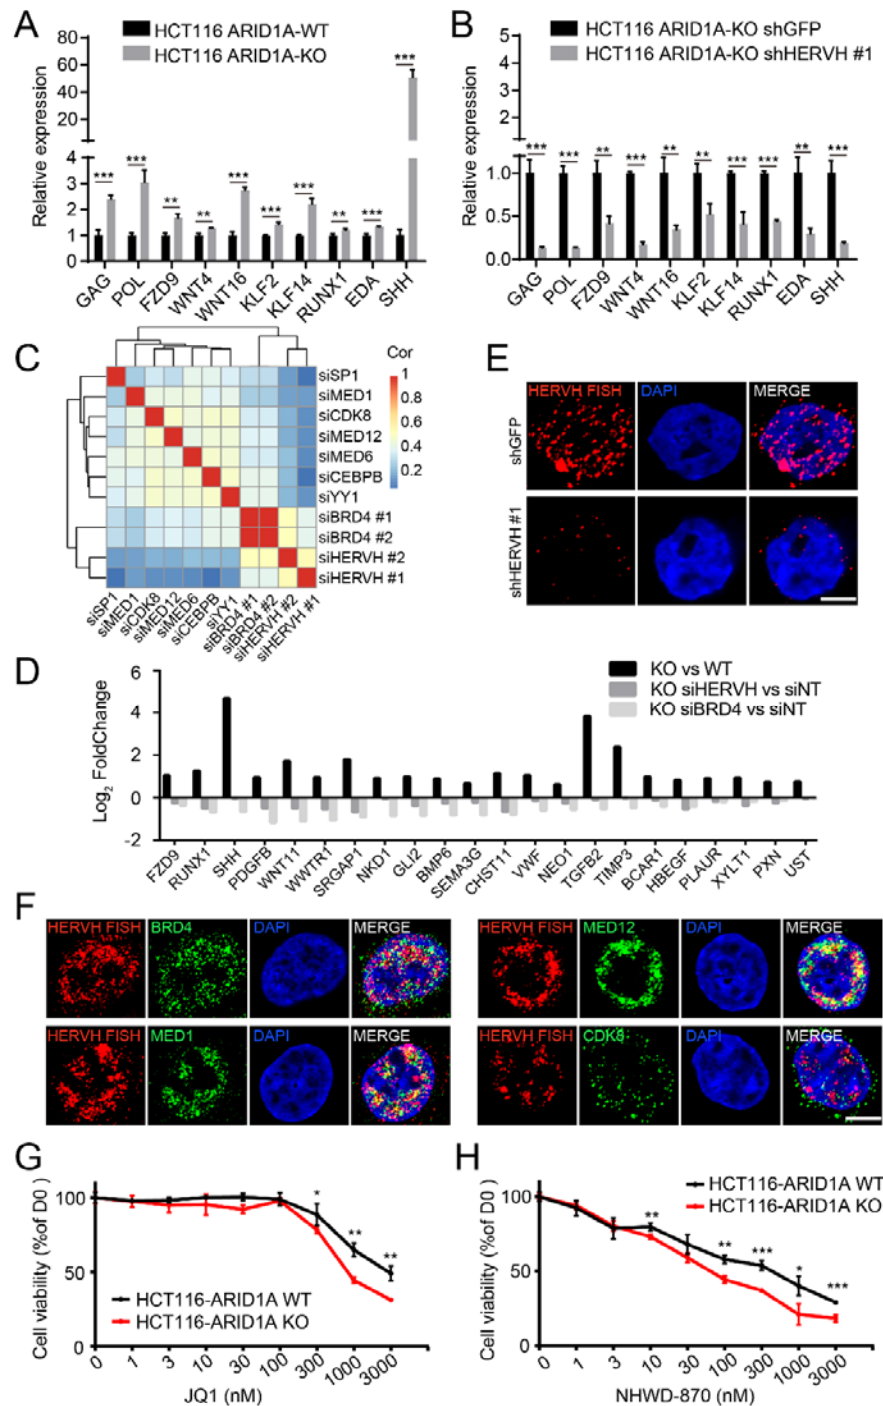 A
HCT116 ARID1A-WT
HCT116 ARID1A-KO
Relative expression
80
60
40
20
4
3
2
1
0
*** *** ** ** *** *** *** ** *** ***
GAG POL FZD9 WNT4 WNT16 KLF2 KLF14 RUNX1 EDA SHH
B
HCT116 ARID1A-KO shGFP
HCT116 ARID1A-KO shHERVH #1
Relative expression
5
4
3
2
1.0
0.5
0.0
*** *** ** *** ** ** *** *** ** ***
GAG POL FZD9 WNT4 WNT16 KLF2 KLF14 RUNX1 EDA SHH
C
Cor
1
0.8
0.6
0.4
0.2
siSP1
siMED1
siCDK8
siMED12
siMED6
siCEBPB
siYY1
siBRD4 #1
siBRD4 #2
siHERVH #2
siHERVH #1
siSP1 siMED1 siCDK8 siMED12 siMED6 siCEBPB siYY1 siBRD4 #1 siBRD4 #2 siHERVH #2 siHERVH #1
E
HERVH FISH DAPI MERGE
shGFP
shHERVH #1
D
KO vs WT
KO siHERVH vs siNT
KO siBRD4 vs siNT
Log2 FoldChange
6
4
2
0
-2
FZD9 RUNX1 SHH PDGFB WNT11 WWTR1 SRGAP1 NKD1 GLI2 BMP6 SEMA3G CHST11 VWF NEO1 TGFB2 TIMP3 BCAR1 HBEGF PLAUR XYLT1 PXN UST
F
HERVH FISH BRD4 DAPI MERGE
HERVH FISH MED12 DAPI MERGE
HERVH FISH MED1 DAPI MERGE
HERVH FISH CDK8 DAPI MERGE
G
Cell viability (%of D0 )
100
50
0
* ** **
HCT116-ARID1A WT
HCT116-ARID1A KO
0 1 3 10 30 100 300 1000 3000
JQ1 (nM)
H
Cell viability (%of D0 )
100
50
0
HCT116-ARID1A WT
HCT116-ARID1A KO
** ** *** * ***
0 1 3 10 30 100 300 1000 3000
NHWD-870 (nM)